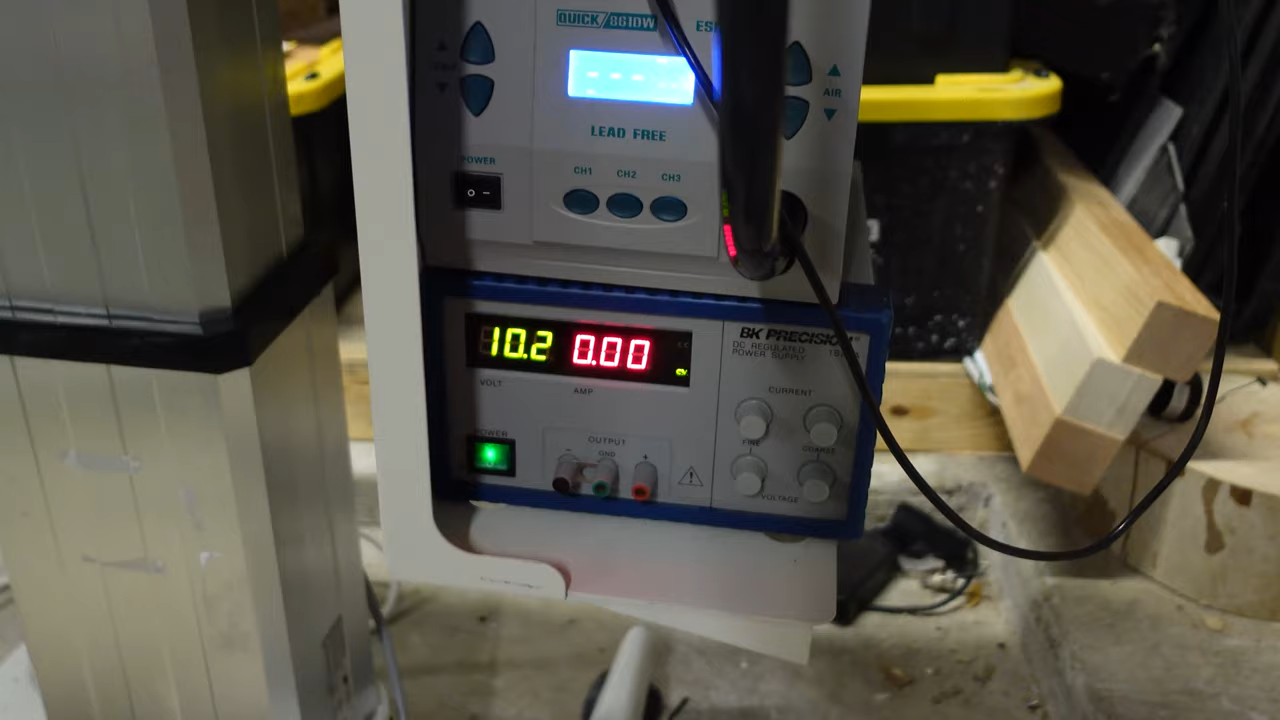 QUICK/861DW
LEAD FREE
POWER
CH1 CH2 CH3
AIR
10.2 0.00
VOLT
AMP
POWER
OUTPUT
GND
BK PRECISION®
DC REGULATED
POWER SUPPLY
CURRENT
FINE
COARSE
VOLTAGE